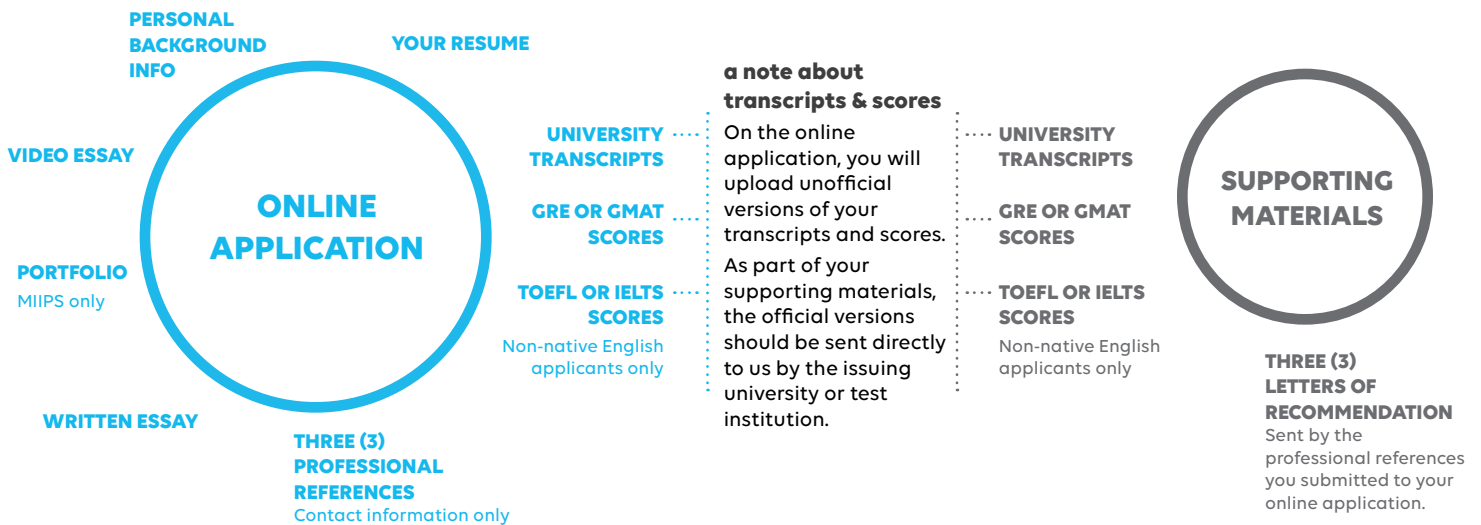 PERSONAL
BACKGROUND
INFO
YOUR RESUME
VIDEO ESSAY
ONLINE
APPLICATION
PORTFOLIO
MIIPS only
WRITTEN ESSAY
THREE (3)
PROFESSIONAL
REFERENCES
Contact information only
UNIVERSITY
TRANSCRIPTS
GRE OR GMAT
SCORES
TOEFL OR IELTS
SCORES
Non-native English
applicants only
a note about
transcripts & scores
On the online
application, you will
upload unofficial
versions of your
transcripts and scores.
As part of your
supporting materials,
the official versions
should be sent directly
to us by the issuing
university or test
institution.
UNIVERSITY
TRANSCRIPTS
GRE OR GMAT
SCORES
TOEFL OR IELTS
SCORES
Non-native English
applicants only
SUPPORTING
MATERIALS
THREE (3)
LETTERS OF
RECOMMENDATION
Sent by the
professional references
you submitted to your
online application.